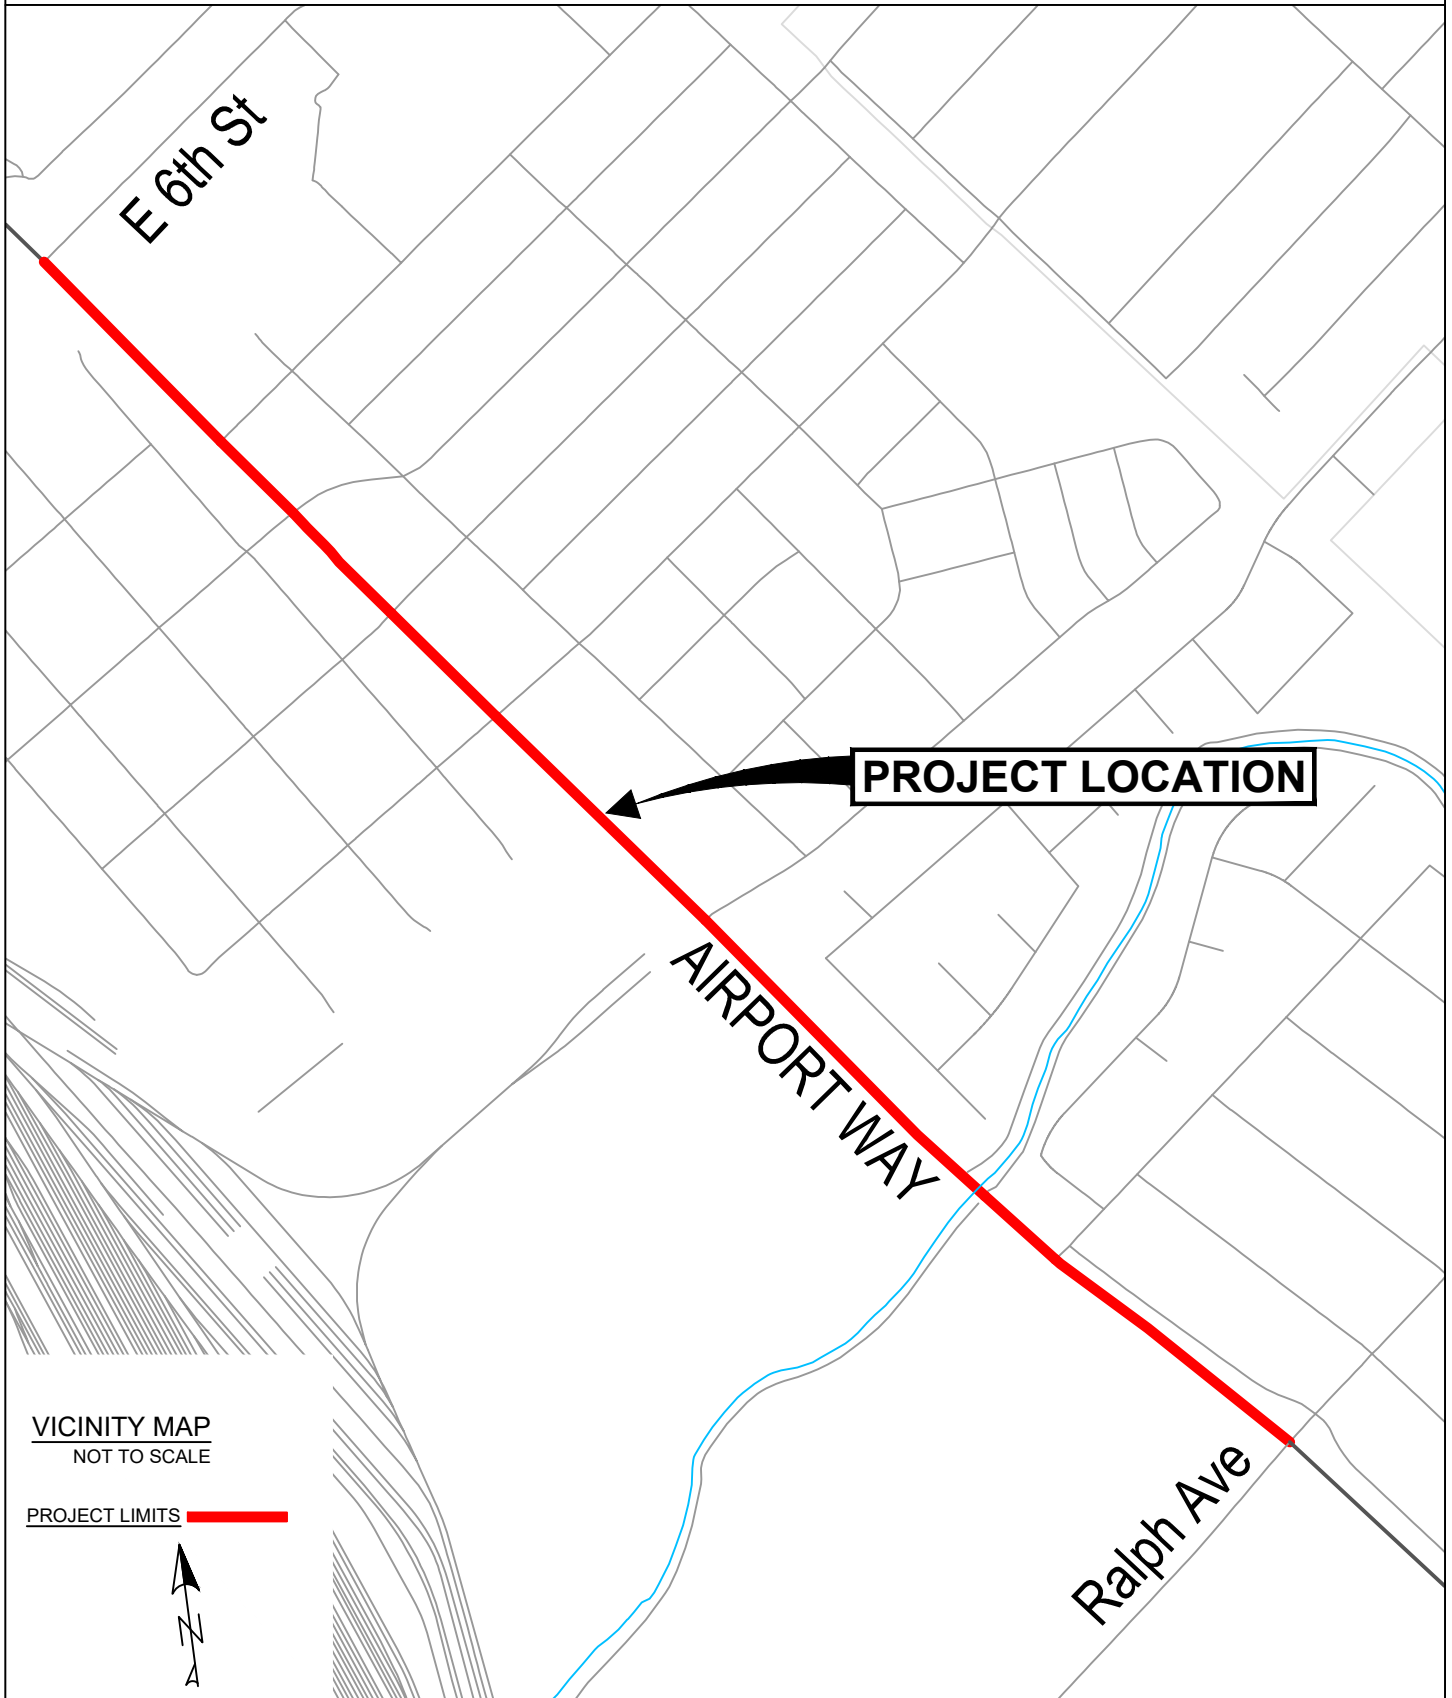 E 6th St
PROJECT LOCATION
AIRPORT WAY
VICINITY MAP
NOT TO SCALE
PROJECT LIMITS
Ralph Ave
N